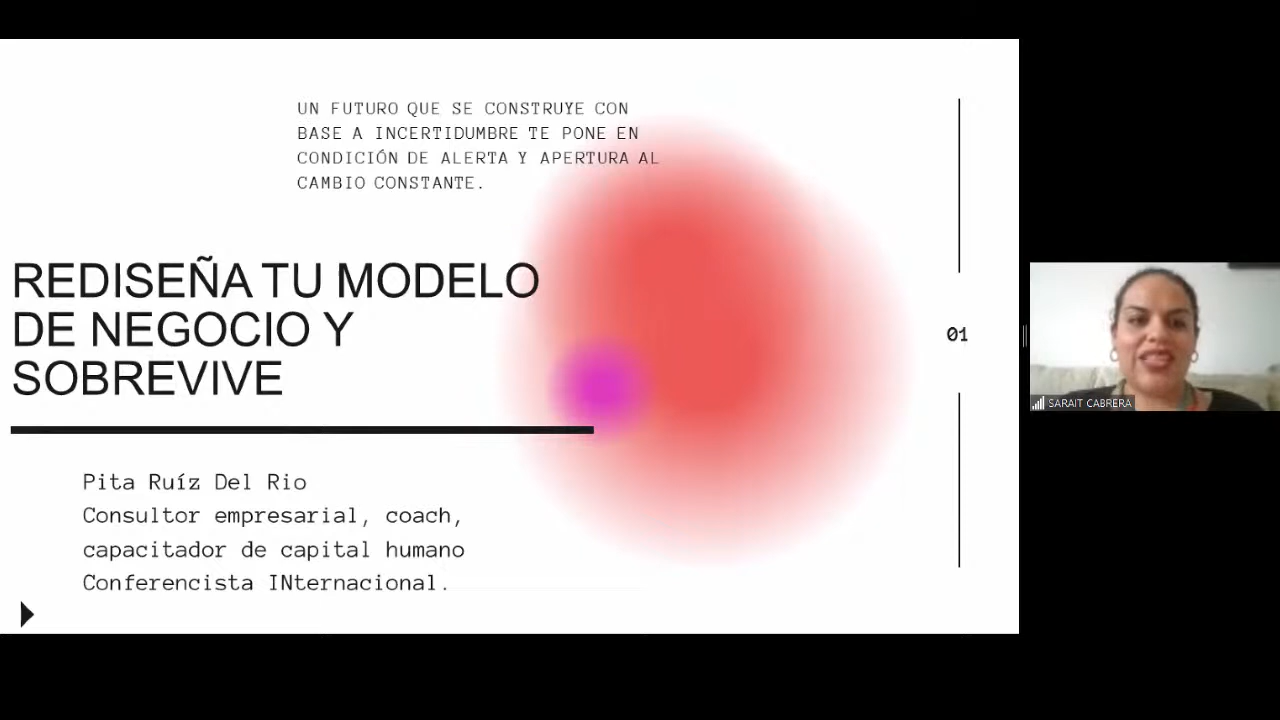 UN FUTURO QUE SE CONSTRUYE CON
BASE A INCERTIDUMBRE TE PONE EN
CONDICIÓN DE ALERTA Y APERTURA AL
CAMBIO CONSTANTE.
REDISEÑA TU MODELO
DE NEGOCIO Y
SOBREVIVE
01
Pita Ruíz Del Rio
Consultor empresarial, coach,
capacitador de capital humano
Conferencista INternacional.
SARAIT CABRERA